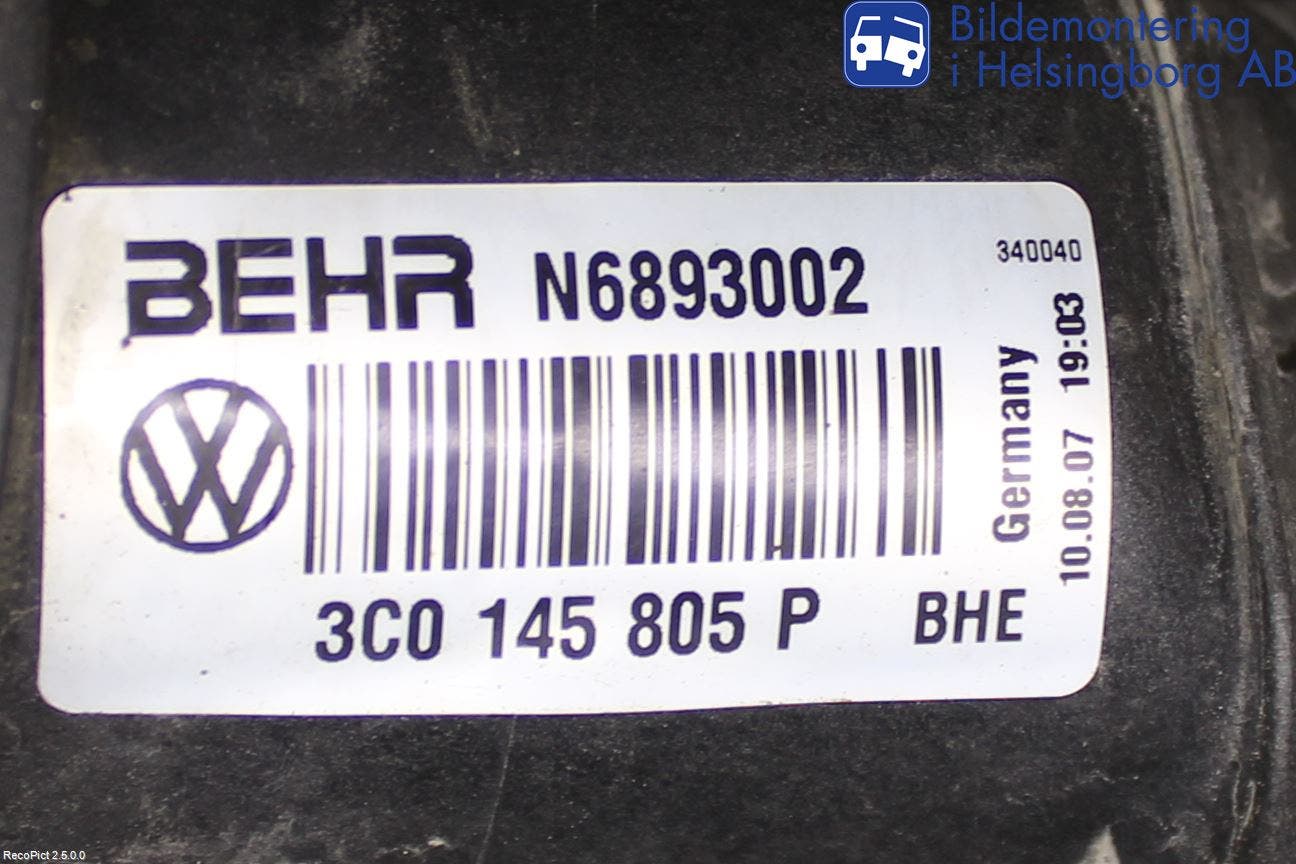 Bildemontering
i Helsingborg AB
BEHR N6893002
340040
Germany
10.08.07 19:03
3C0 145 805 P BHE
RecoPict 2.5.0.0